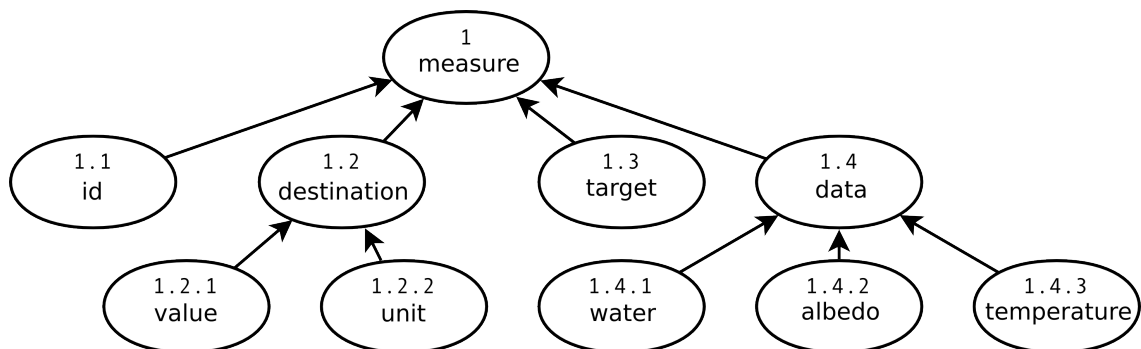 1
measure
1.1
id
1.2
destination
1.3
target
1.4
data
1.2.1
value
1.2.2
unit
1.4.1
water
1.4.2
albedo
1.4.3
temperature